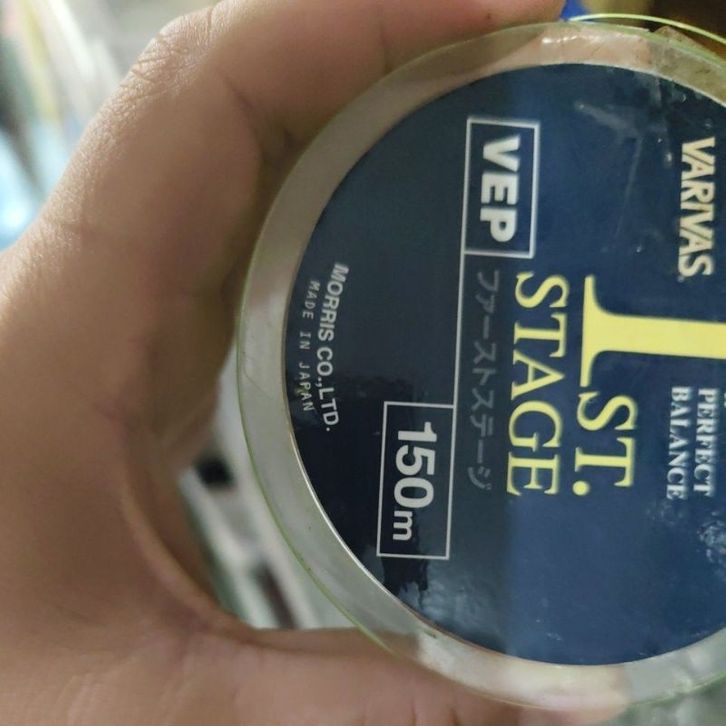 VARIVAS
PERFECT
BALANCE
1ST.
STAGE
VEP
ファーストステージ
150m
MORRIS CO.,LTD.
MADE IN JAPAN